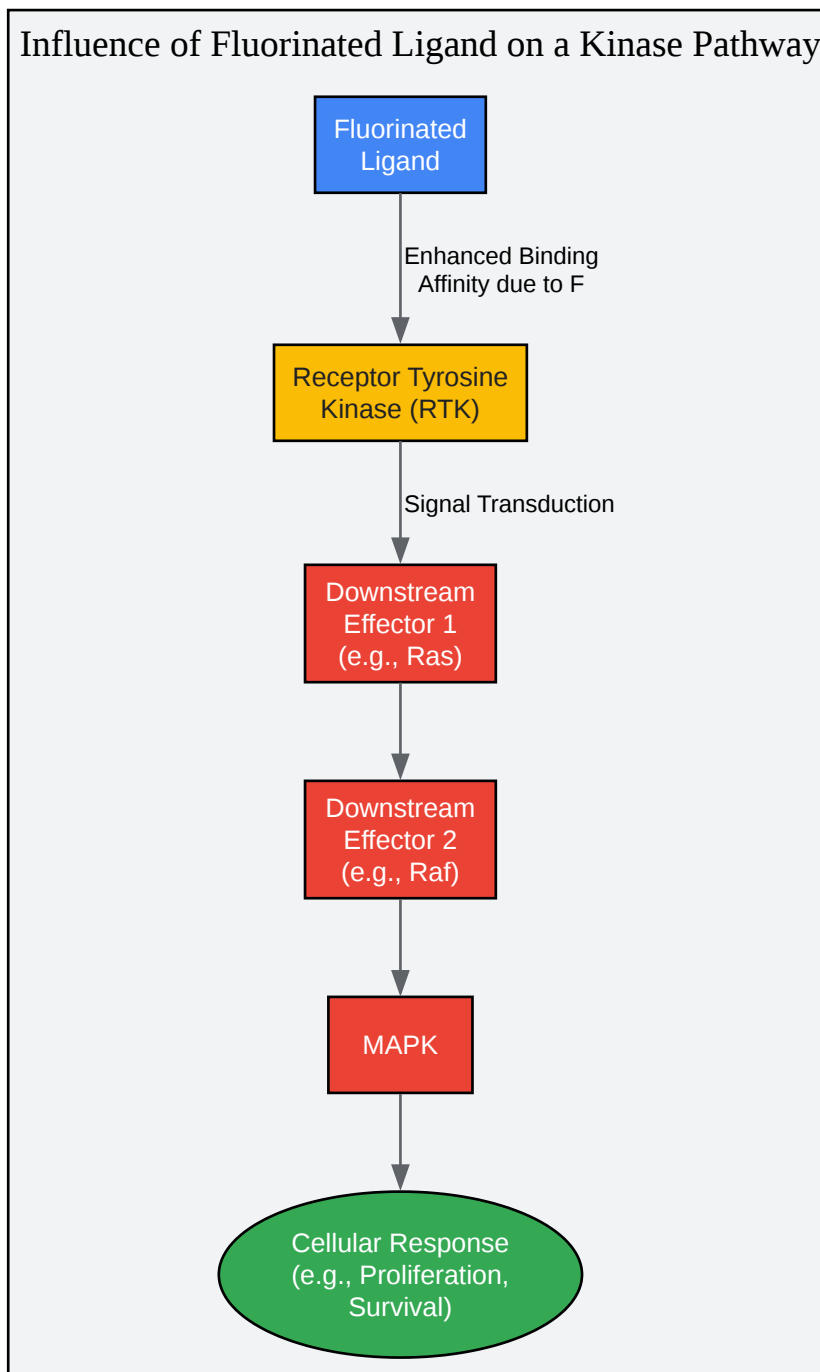 Influence of Fluorinated Ligand on a Kinase Pathway
Fluorinated
Ligand
Enhanced Binding
Affinity due to F
Receptor Tyrosine
Kinase (RTK)
Signal Transduction
Downstream
Effector 1
(e.g., Ras)
Downstream
Effector 2
(e.g., Raf)
MAPK
Cellular Response
(e.g., Proliferation,
Survival)